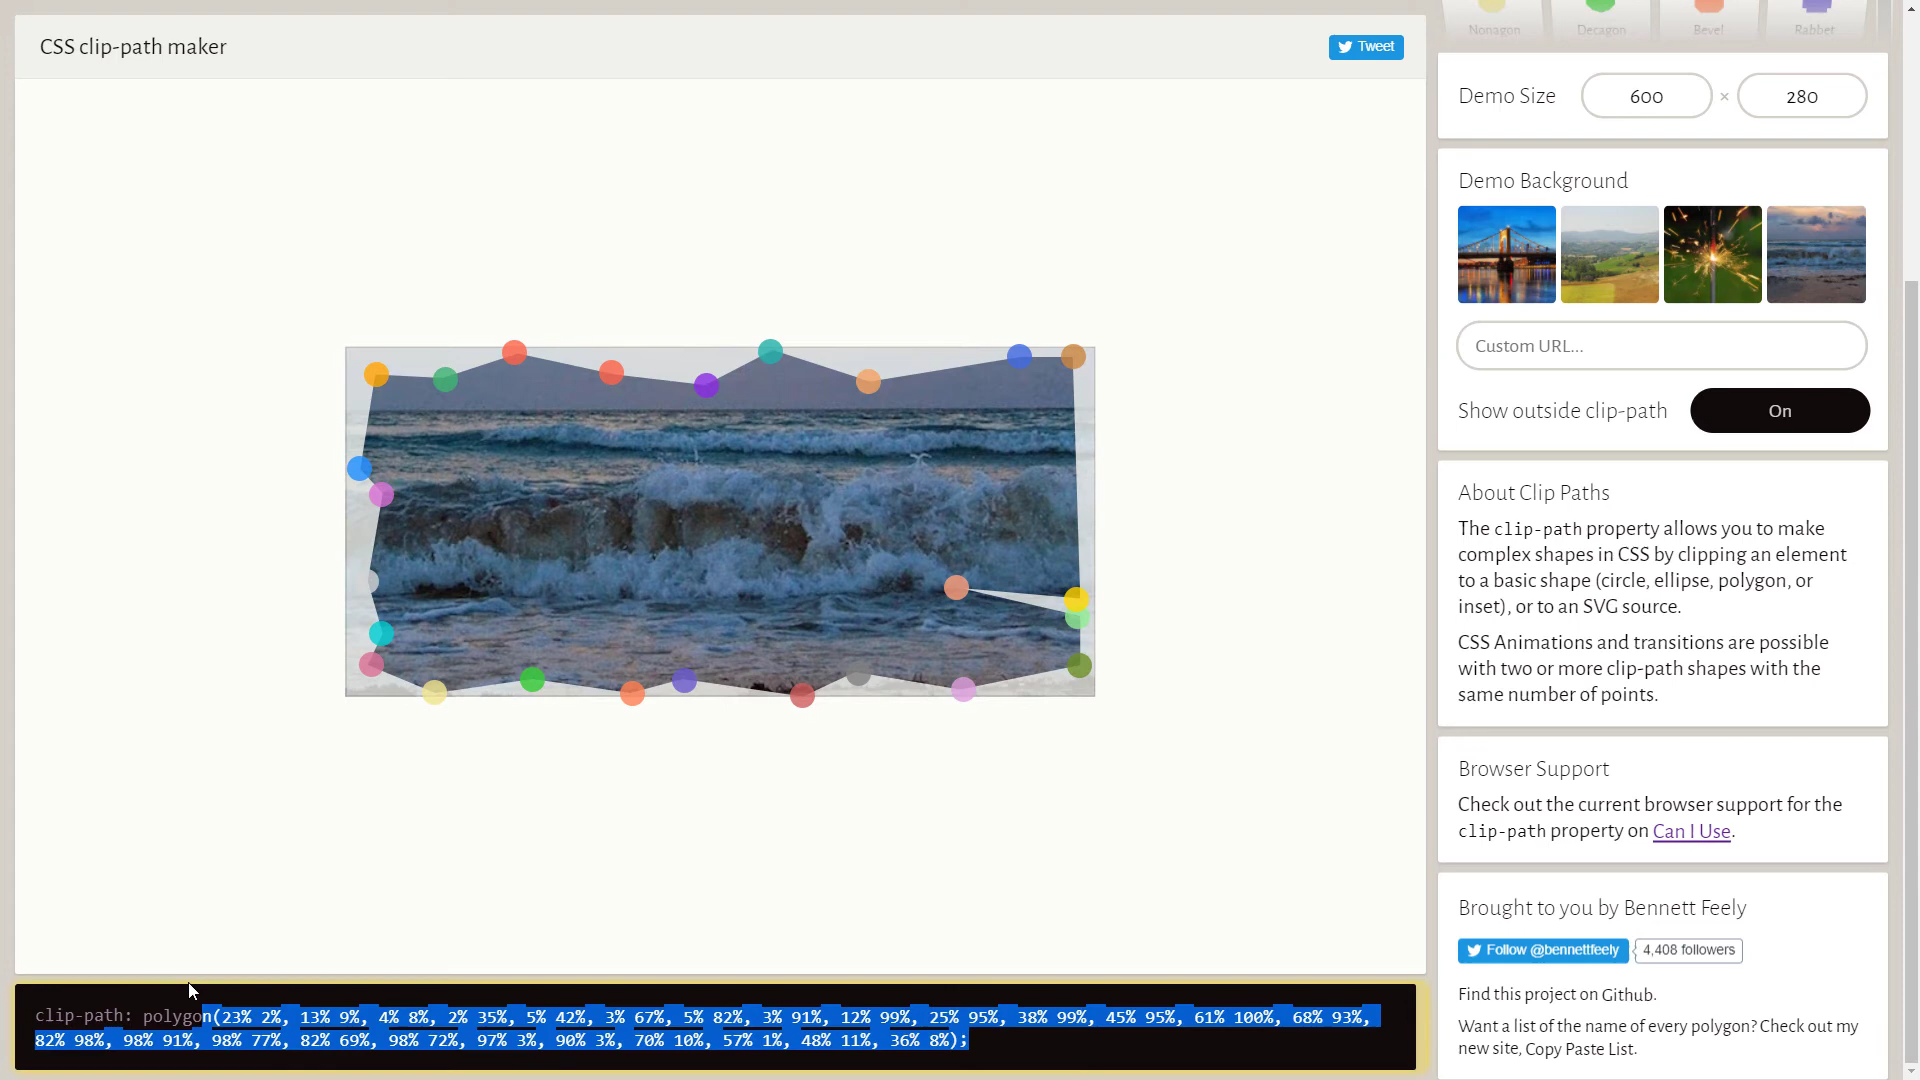 CSS clip-path maker
Tweet
Nonagon
Decagon
Bevel
Rabbet
Demo Size
600
×
280
Demo Background
Custom URL...
Show outside clip-path
On
About Clip Paths
The clip-path property allows you to make
complex shapes in CSS by clipping an element
to a basic shape (circle, ellipse, polygon, or
inset), or to an SVG source.
CSS Animations and transitions are possible
with two or more clip-path shapes with the
same number of points.
Browser Support
Check out the current browser support for the
clip-path property on Can I Use.
Brought to you by Bennett Feely
Follow @bennettfeely
4,408 followers
Find this project on Github.
Want a list of the name of every polygon? Check out my
new site, Copy Paste List.
clip-path: polygon(23% 2%, 13% 9%, 4% 8%, 2% 35%, 5% 42%, 3% 67%, 5% 82%, 3% 91%, 12% 99%, 25% 95%, 38% 99%, 45% 95%, 61% 100%, 68% 93%,
82% 98%, 98% 91%, 98% 77%, 82% 69%, 98% 72%, 97% 3%, 90% 3%, 70% 10%, 57% 1%, 48% 11%, 36% 8%);